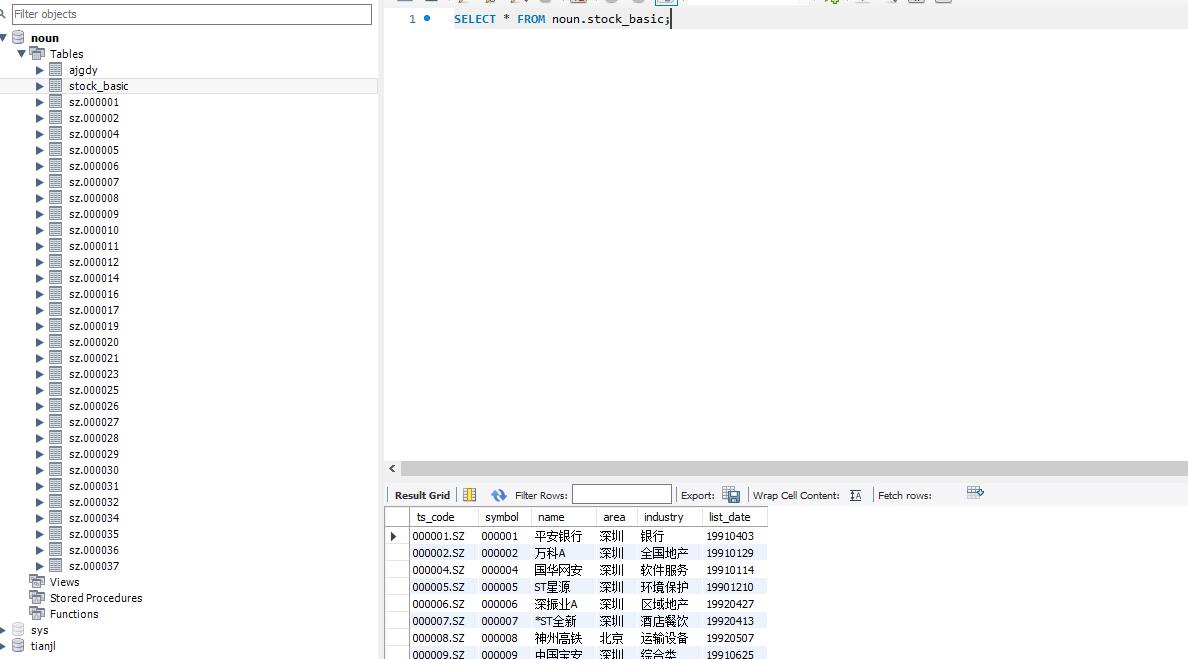 Filter objects
noun
Tables
ajgdy
stock_basic
sz.000001
sz.000002
sz.000004
sz.000005
sz.000006
sz.000007
sz.000008
sz.000009
sz.000010
sz.000011
sz.000012
sz.000014
sz.000016
sz.000017
sz.000019
sz.000020
sz.000021
sz.000023
sz.000025
sz.000026
sz.000027
sz.000028
sz.000029
sz.000030
sz.000031
sz.000032
sz.000034
sz.000035
sz.000036
sz.000037
Views
Stored Procedures
Functions
sys
tianjl
1 SELECT * FROM noun.stock_basic;
Result Grid Filter Rows: Export: Wrap Cell Content: Fetch rows:
ts_code symbol name area industry list_date
000001.SZ 000001 平安银行 深圳 银行 19910403
000002.SZ 000002 万科A 深圳 全国地产 19910129
000004.SZ 000004 国华网安 深圳 软件服务 19910114
000005.SZ 000005 ST星源 深圳 环境保护 19901210
000006.SZ 000006 深振业A 深圳 区域地产 19920427
000007.SZ 000007 *ST全新 深圳 酒店餐饮 19920413
000008.SZ 000008 神州高铁 北京 运输设备 19920507
000009.SZ 000009 中国宝安 深圳 综合类 19910625